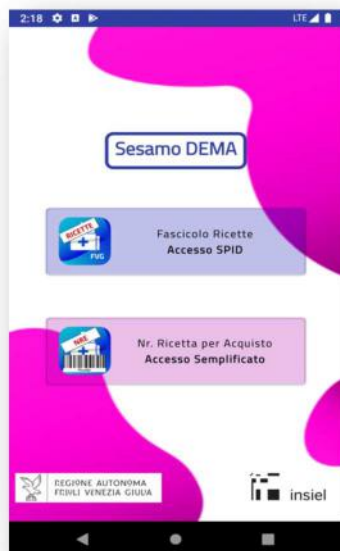 2:18
LTE
Sesamo DEMA
RICETTE
FVG
Fascicolo Ricette
Accesso SPID
NRE
Nr. Ricetta per Acquisto
Accesso Semplificato
REGIONE AUTONOMA
FRIULI VENEZIA GIULIA
insiel